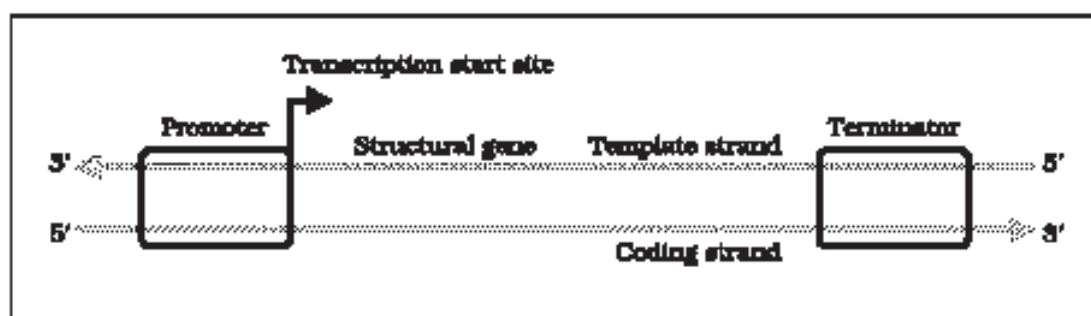 Transcription start site
Promoter
Structural gene
Template strand
Terminator
3' 5'
5' 3'
Coding strand